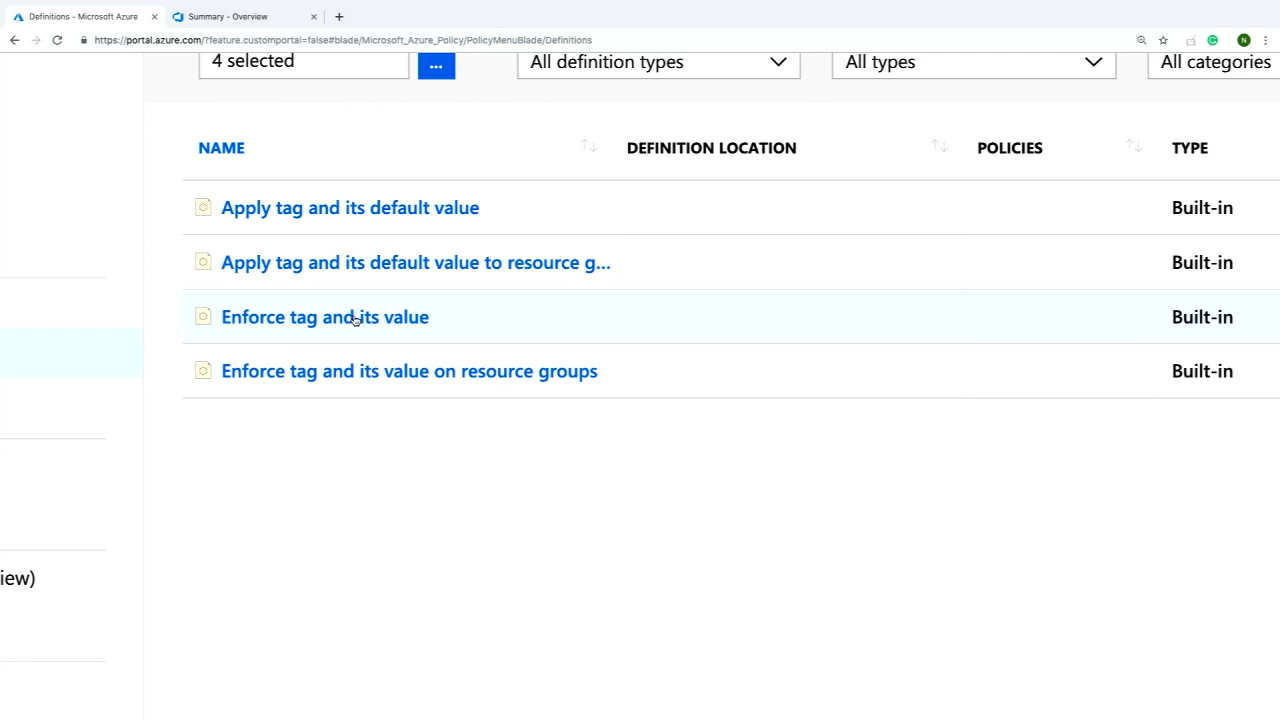 Definitions - Microsoft Azure
Summary - Overview
https://portal.azure.com/?feature.customportal=false#blade/Microsoft_Azure_Policy/PolicyMenuBlade/Definitions
N
4 selected
...
All definition types
All types
All categories
NAME
DEFINITION LOCATION
POLICIES
TYPE
Apply tag and its default value
Built-in
Apply tag and its default value to resource g...
Built-in
Enforce tag and its value
Built-in
Enforce tag and its value on resource groups
Built-in
iew)